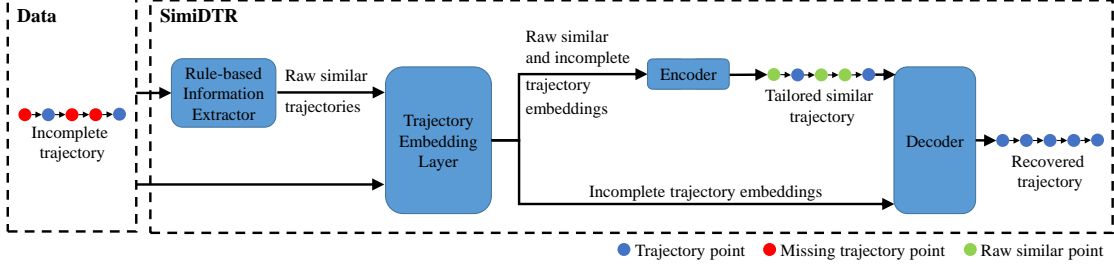 Data
SimiDTR
Incomplete
trajectory
Rule-based
Information
Extractor
Raw similar
trajectories
Trajectory
Embedding
Layer
Raw similar
and incomplete
trajectory
embeddings
Encoder
Tailored similar
trajectory
Incomplete trajectory embeddings
Decoder
Recovered
trajectory
Trajectory point
Missing trajectory point
Raw similar point